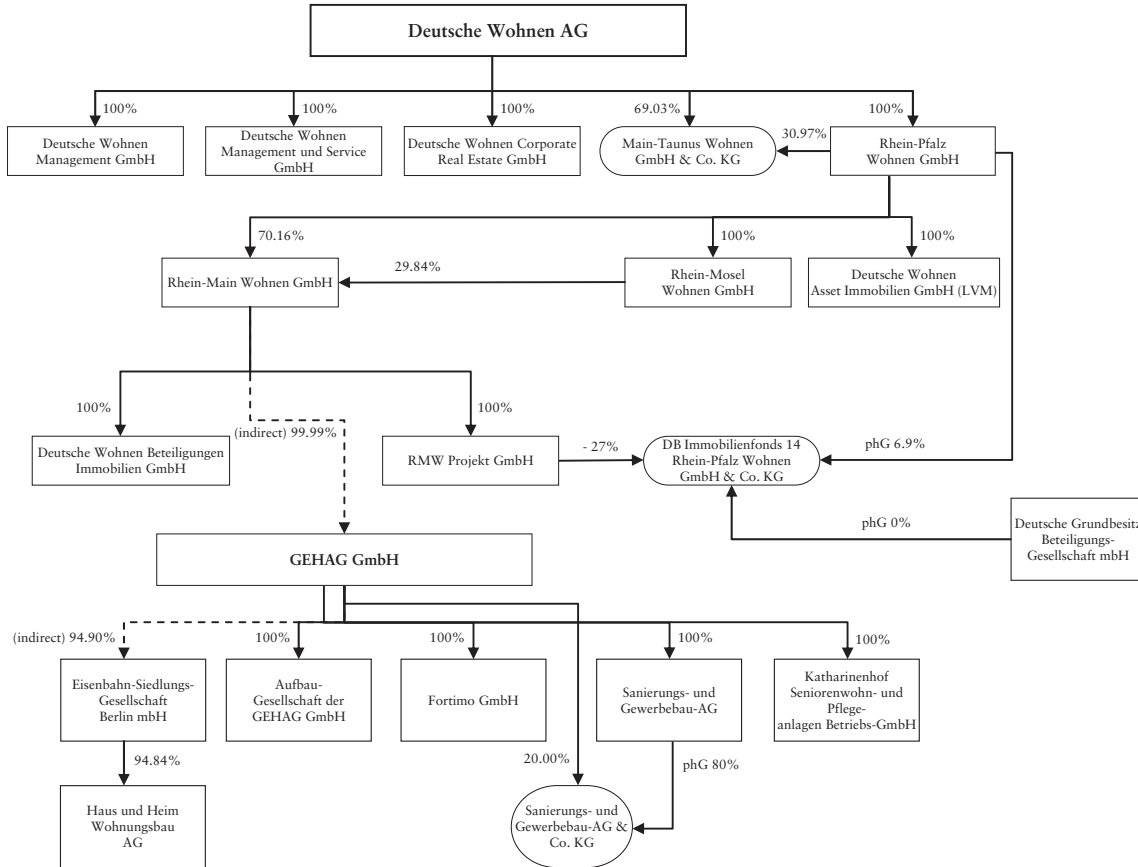 Deutsche Wohnen AG
100%
100%
100%
69.03%
100%
Deutsche Wohnen
Management GmbH
Deutsche Wohnen
Management und Service
GmbH
Deutsche Wohnen Corporate
Real Estate GmbH
Main-Taunus Wohnen
GmbH & Co. KG
30.97%
Rhein-Pfalz
Wohnen GmbH
70.16%
100%
100%
Rhein-Main Wohnen GmbH
29.84%
Rhein-Mosel
Wohnen GmbH
Deutsche Wohnen
Asset Immobilien GmbH (LVM)
100%
(indirect) 99.99%
100%
Deutsche Wohnen Beteiligungen
Immobilien GmbH
RMW Projekt GmbH
- 27%
DB Immobilienfonds 14
Rhein-Pfalz Wohnen
GmbH & Co. KG
phG 6.9%
phG 0%
Deutsche Grundbesitz
Beteiligungs-
Gesellschaft mbH
GEHAG GmbH
(indirect) 94.90%
100%
100%
100%
100%
Eisenbahn-Siedlungs-
Gesellschaft
Berlin mbH
Aufbau-
Gesellschaft der
GEHAG GmbH
Fortimo GmbH
Sanierungs- und
Gewerbebau-AG
Katharinenhof
Seniorenwohn- und
Pflege-
anlagen Betriebs-GmbH
94.84%
20.00%
phG 80%
Haus und Heim
Wohnungsbau
AG
Sanierungs- und
Gewerbebau-AG &
Co. KG